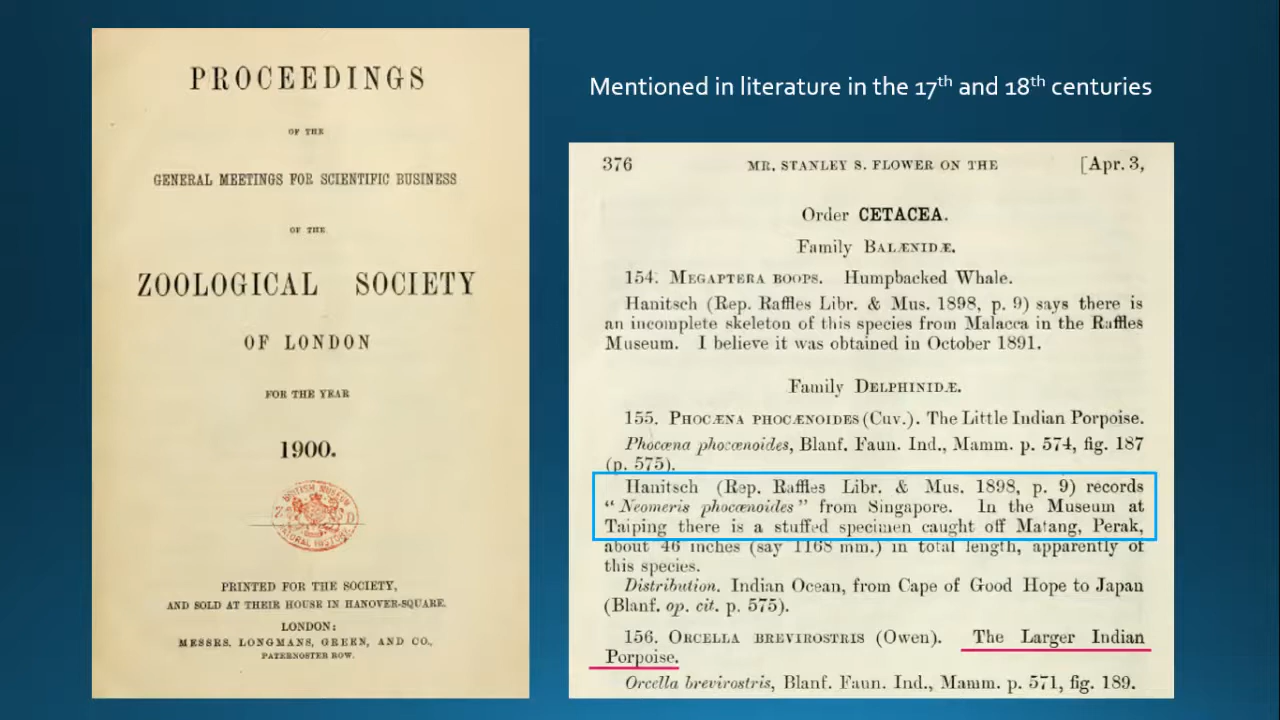 PROCEEDINGS
OF THE
GENERAL MEETINGS FOR SCIENTIFIC BUSINESS
OF THE
ZOOLOGICAL SOCIETY
OF LONDON
FOR THE YEAR
1900.
BRITISH MUSEUM
Z D
NATURAL HISTORY
PRINTED FOR THE SOCIETY,
AND SOLD AT THEIR HOUSE IN HANOVER-SQUARE.
LONDON:
MESSRS. LONGMANS, GREEN, AND CO.,
PATERNOSTER ROW.
Mentioned in literature in the 17th and 18th centuries
376 MR. STANLEY S. FLOWER ON THE [Apr. 3,
Order CETACEA.
Family BALÆNIDÆ.
154. MEGAPTERA BOOPS. Humpbacked Whale.
Hanitsch (Rep. Raffles Libr. & Mus. 1898, p. 9) says there is
an incomplete skeleton of this species from Malacca in the Raffles
Museum. I believe it was obtained in October 1891.
Family DELPHINIDÆ.
155. PHOCÆNA PHOCÆNOIDES (Cuv.). The Little Indian Porpoise.
Phocæna phocænoides, Blanf. Faun. Ind., Mamm. p. 574, fig. 187
(p. 575).
Hanitsch (Rep. Raffles Libr. & Mus. 1898, p. 9) records
“Neomeris phocænoides” from Singapore. In the Museum at
Taiping there is a stuffed specimen caught off Matang, Perak,
about 46 inches (say 1168 mm.) in total length, apparently of
this species.
Distribution. Indian Ocean, from Cape of Good Hope to Japan
(Blanf. op. cit. p. 575).
156. ORCELLA BREVIROSTRIS (Owen). The Larger Indian
Porpoise.
Orcella brevirostris, Blanf. Faun. Ind., Mamm. p. 571, fig. 189.